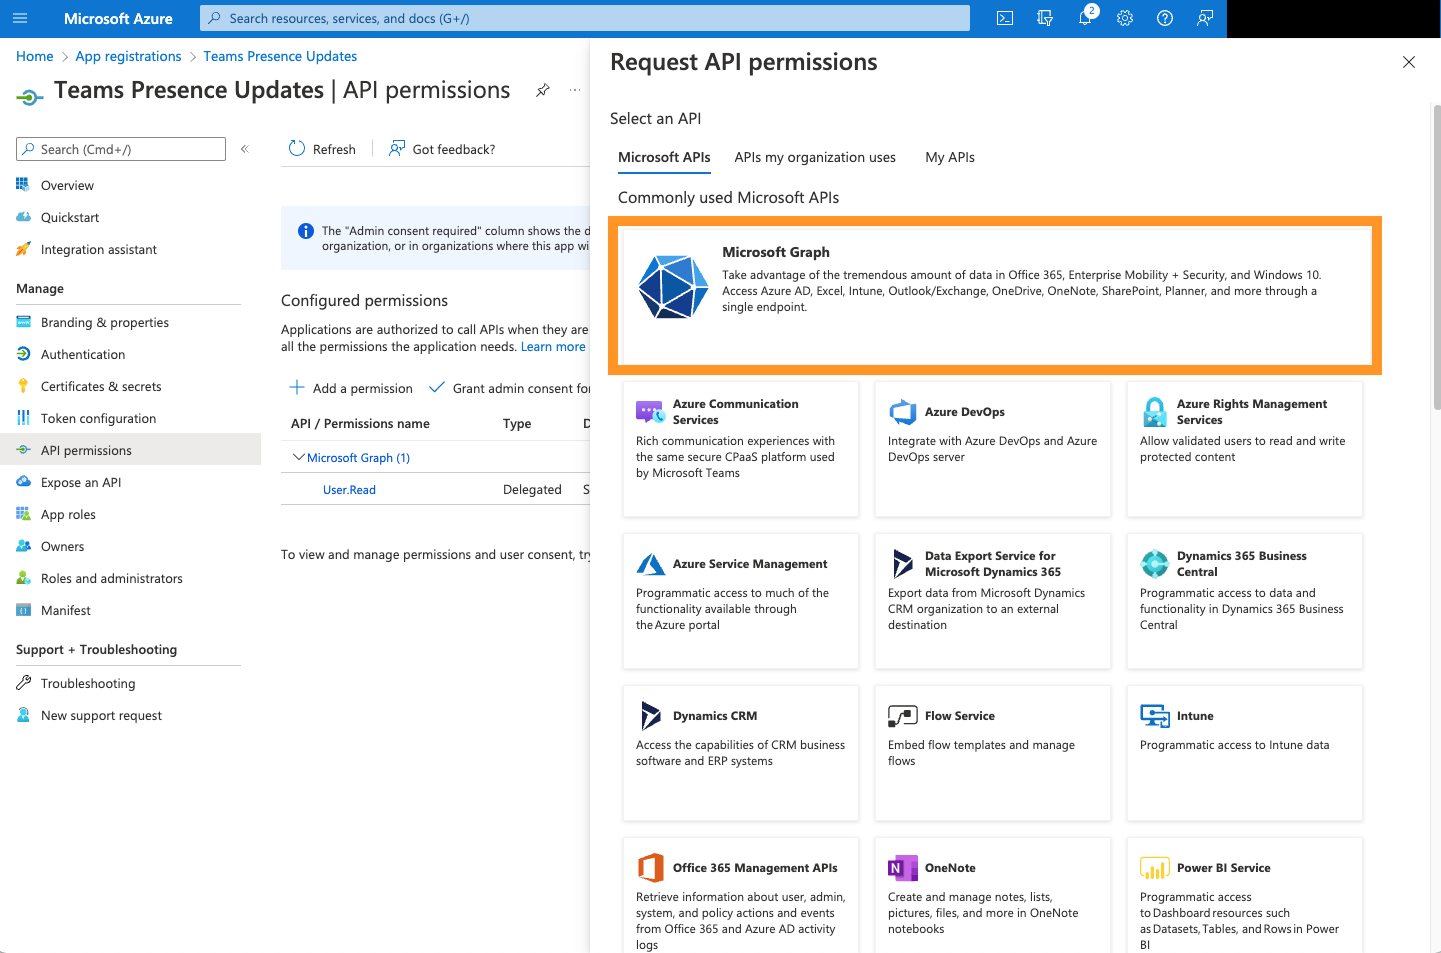 Microsoft Azure
Search resources, services, and docs (G+/)
2
Home > App registrations > Teams Presence Updates
Teams Presence Updates | API permissions
...
Search (Cmd+/)
«
Overview
Quickstart
Integration assistant
Manage
Branding & properties
Authentication
Certificates & secrets
Token configuration
API permissions
Expose an API
App roles
Owners
Roles and administrators
Manifest
Support + Troubleshooting
Troubleshooting
New support request
Refresh
Got feedback?
The "Admin consent required" column shows the d
organization, or in organizations where this app wi
Configured permissions
Applications are authorized to call APIs when they are
all the permissions the application needs. Learn more
Add a permission
Grant admin consent for
API / Permissions name Type D
Microsoft Graph (1)
User.Read Delegated S
To view and manage permissions and user consent, try
Request API permissions
Select an API
Microsoft APIs
APIs my organization uses
My APIs
Commonly used Microsoft APIs
Microsoft Graph
Take advantage of the tremendous amount of data in Office 365, Enterprise Mobility + Security, and Windows 10.
Access Azure AD, Excel, Intune, Outlook/Exchange, OneDrive, OneNote, SharePoint, Planner, and more through a
single endpoint.
Azure Communication
Services
Rich communication experiences with
the same secure CPaaS platform used
by Microsoft Teams
Azure DevOps
Integrate with Azure DevOps and Azure
DevOps server
Azure Rights Management
Services
Allow validated users to read and write
protected content
Azure Service Management
Programmatic access to much of the
functionality available through
the Azure portal
Data Export Service for
Microsoft Dynamics 365
Export data from Microsoft Dynamics
CRM organization to an external
destination
Dynamics 365 Business
Central
Programmatic access to data and
functionality in Dynamics 365 Business
Central
Dynamics CRM
Access the capabilities of CRM business
software and ERP systems
Flow Service
Embed flow templates and manage
flows
Intune
Programmatic access to Intune data
Office 365 Management APIs
Retrieve information about user, admin,
system, and policy actions and events
from Office 365 and Azure AD activity
logs
N
OneNote
Create and manage notes, lists,
pictures, files, and more in OneNote
notebooks
Power BI Service
Programmatic access
to Dashboard resources such
as Datasets, Tables, and Rows in Power
BI